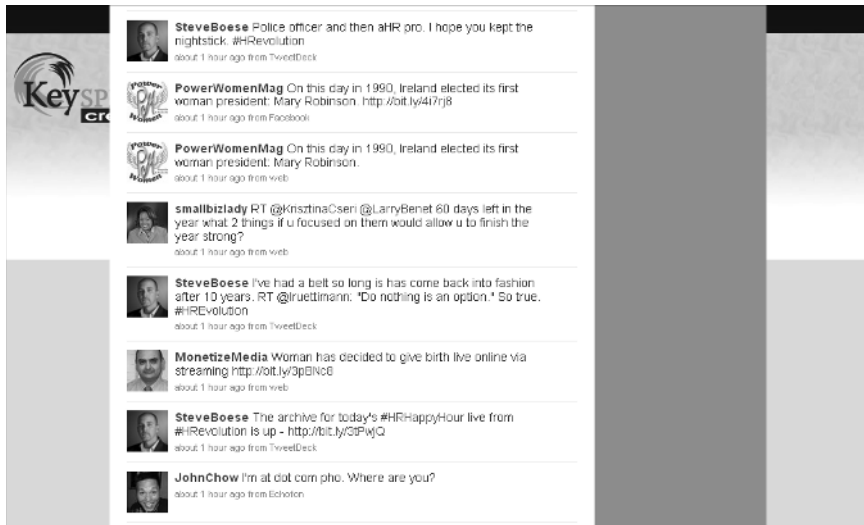 SteveBoese Police officer and then aHR pro. I hope you kept the
nightstick. #HRevolution
about 1 hour ago from TweetDeck
Power
Women
PowerWomenMag On this day in 1990, Ireland elected its first
woman president: Mary Robinson. http://bit.ly/4i7rj8
about 1 hour ago from Facebook
Power
Women
PowerWomenMag On this day in 1990, Ireland elected its first
woman president: Mary Robinson.
about 1 hour ago from web
KeySP
cre
smallbizlady RT @KrisztinaCseri @LarryBenet 60 days left in the
year what 2 things if u focused on them would allow u to finish the
year strong?
about 1 hour ago from web
SteveBoese I've had a belt so long is has come back into fashion
after 10 years. RT @lruettimann: "Do nothing is an option." So true.
#HREvolution
about 1 hour ago from TweetDeck
MonetizeMedia Woman has decided to give birth live online via
streaming http://bit.ly/3pBNc8
about 1 hour ago from web
SteveBoese The archive for today's #HRHappyHour live from
#HRevolution is up - http://bit.ly/3tPwjQ
about 1 hour ago from TweetDeck
JohnChow I'm at dot com pho. Where are you?
about 1 hour ago from Echofon